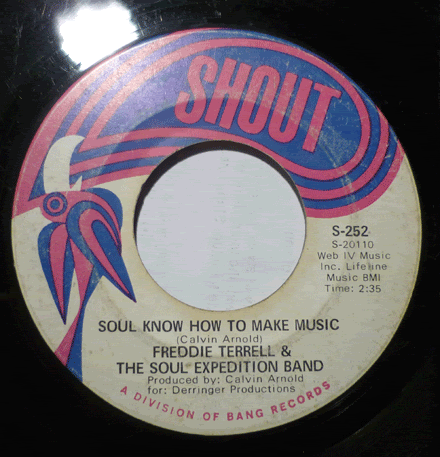 SHOUT
S-252
S-20110
Web IV Music
Inc. Lifeline
Music BMI
Time: 2:35
SOUL KNOW HOW TO MAKE MUSIC
(Calvin Arnold)
FREDDIE TERRELL &
THE SOUL EXPEDITION BAND
Produced by: Calvin Arnold
for: Derringer Productions
A DIVISION OF BANG RECORDS